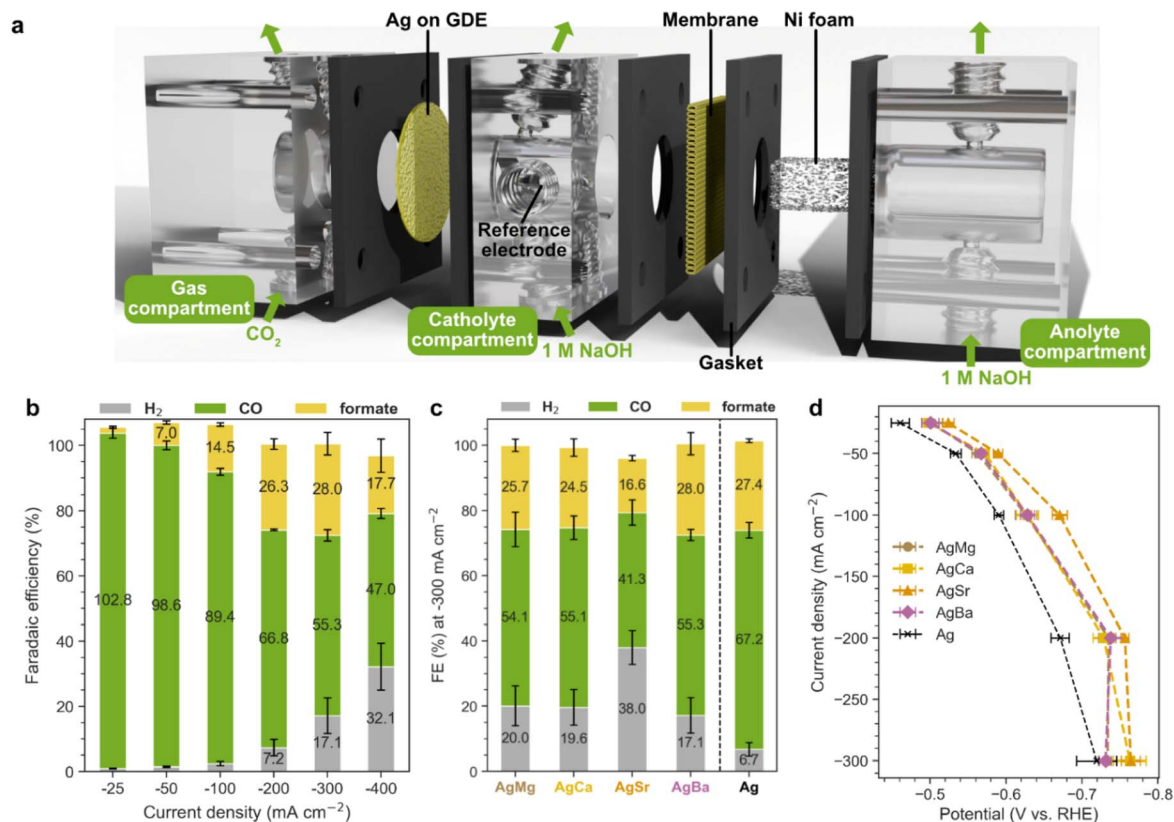 a
Ag on GDE
Membrane
Ni foam
Reference
electrode
Gas
compartment
CO₂
Catholyte
compartment
1 M NaOH
Gasket
Anolyte
compartment
1 M NaOH
b
H₂ CO formate
Faradaic efficiency (%)
100
80
60
40
20
0
102.8
7.0
98.6
14.5
89.4
26.3
66.8
7.2
28.0
55.3
17.1
17.7
47.0
32.1
-25 -50 -100 -200 -300 -400
Current density (mA cm⁻²)
c
H₂ CO formate
FE (%) at -300 mA cm⁻²
100
80
60
40
20
0
25.7
54.1
20.0
24.5
55.1
19.6
16.6
41.3
38.0
28.0
55.3
17.1
27.4
67.2
6.7
AgMg AgCa AgSr AgBa Ag
d
Current density (mA cm⁻²)
−50
−100
−150
−200
−250
−300
AgMg
AgCa
AgSr
AgBa
Ag
−0.5 −0.6 −0.7 −0.8
Potential (V vs. RHE)